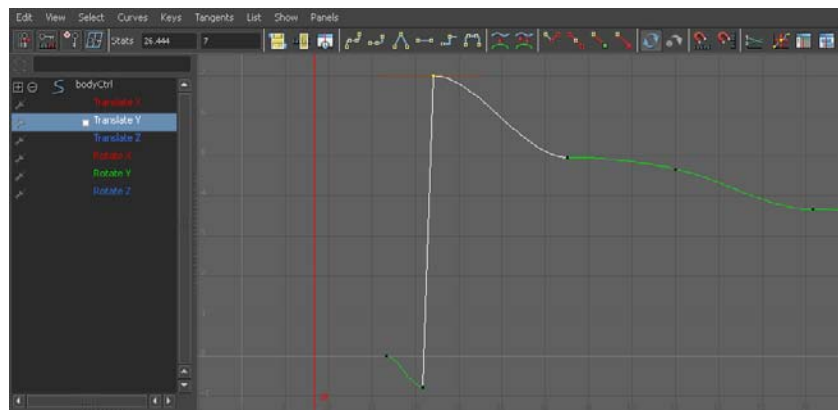 Edit View Select Curves Keys Tangents List Show Panels
Stats 26.444 7
bodyCtrl
Translate X
Translate Y
Translate Z
Rotate X
Rotate Y
Rotate Z